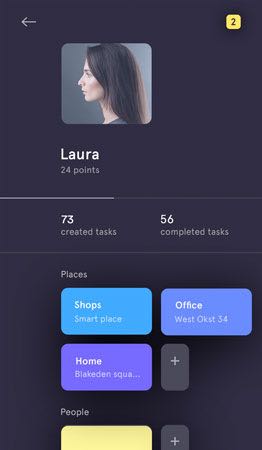 2
Laura
24 points
73
created tasks
56
completed tasks
Places
Shops
Smart place
Office
West Okst 34
Home
Blakeden squa...
+
People
+